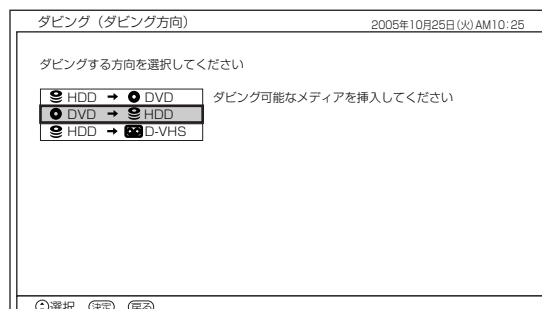 ダビング（ダビング方向）
2005年10月25日(火)AM10:25
ダビングする方向を選択してください
HDD → DVD
ダビング可能なメディアを挿入してください
DVD → HDD
HDD → D-VHS
選択 決定 戻る